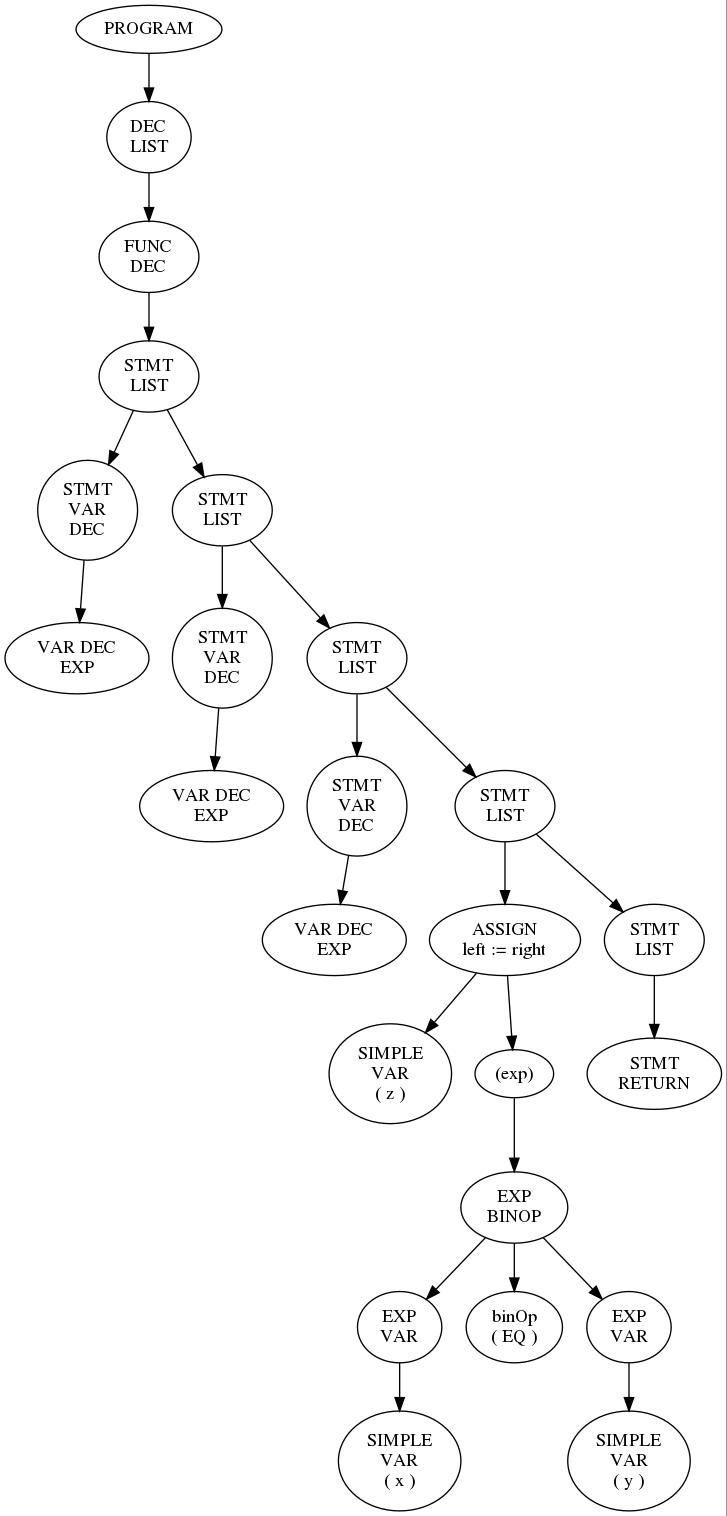 PROGRAM
DEC
LIST
FUNC
DEC
STMT
LIST
STMT
VAR
DEC
STMT
LIST
VAR DEC
EXP
STMT
VAR
DEC
STMT
LIST
VAR DEC
EXP
STMT
VAR
DEC
STMT
LIST
VAR DEC
EXP
ASSIGN
left := right
STMT
LIST
SIMPLE
VAR
( z )
(exp)
STMT
RETURN
EXP
BINOP
EXP
VAR
binOp
( EQ )
EXP
VAR
SIMPLE
VAR
( x )
SIMPLE
VAR
( y )